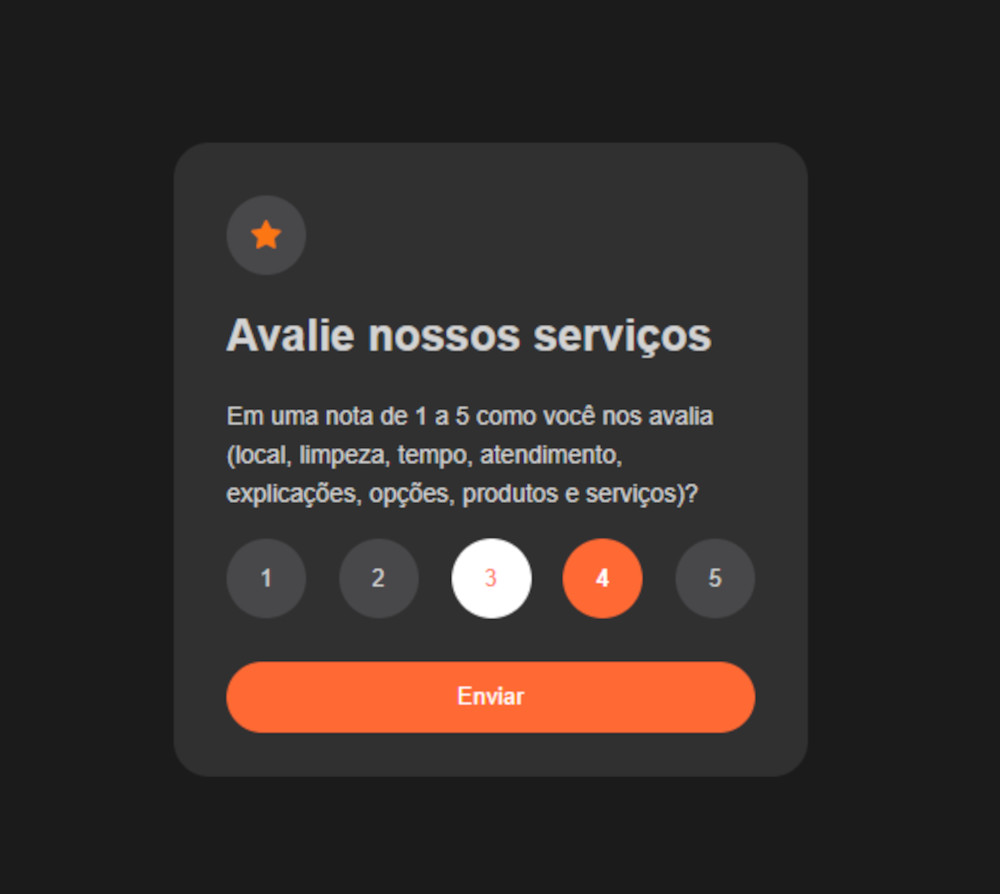 Avalie nossos serviços
Em uma nota de 1 a 5 como você nos avalia
(local, limpeza, tempo, atendimento,
explicações, opções, produtos e serviços)?
1 2 3 4 5
Enviar